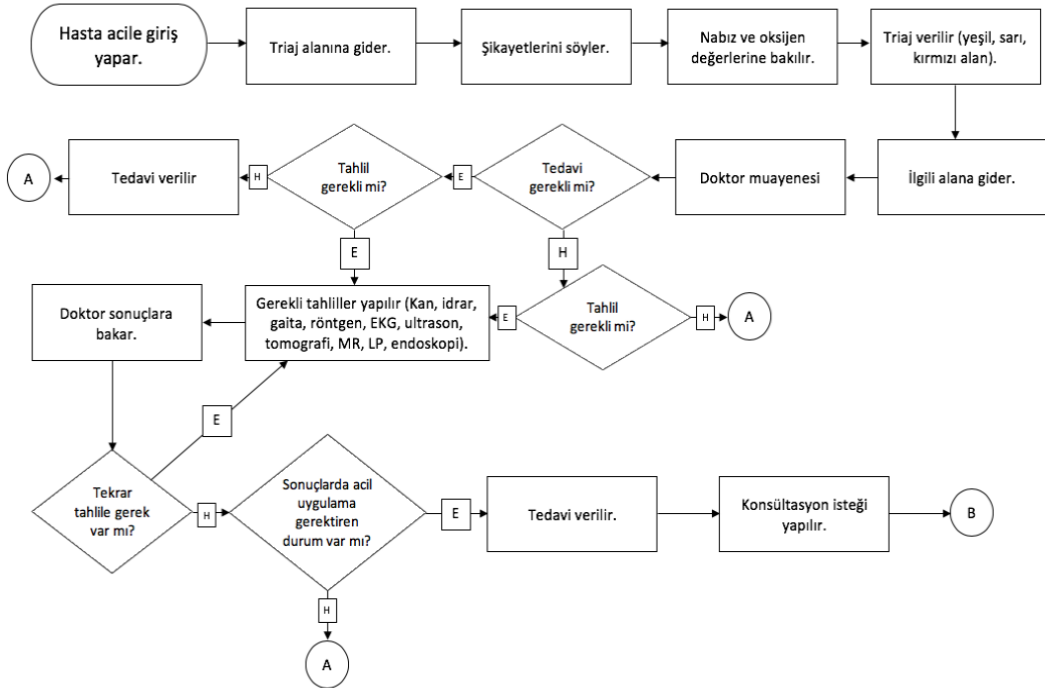 Hasta acile giriş
yapar.
Triaj alanına gider.
Şikayetlerini söyler.
Nabız ve oksijen
değerlerine bakılır.
Triaj verilir (yeşil, sarı,
kırmızı alan).
İlgili alana gider.
Doktor muayenesi
Tedavi
gerekli mi?
E
Tahlil
gerekli mi?
H
Tedavi verilir
A
E
H
Tahlil
gerekli mi?
H
A
E
Gerekli tahliller yapılır (Kan, idrar,
gaita, röntgen, EKG, ultrason,
tomografi, MR, LP, endoskopi).
Doktor sonuçlara
bakar.
E
Tekrar
tahlile gerek
var mı?
H
Sonuçlarda acil
uygulama
gerektiren
durum var mı?
E
Tedavi verilir.
Konsültasyon isteği
yapılır.
B
H
A